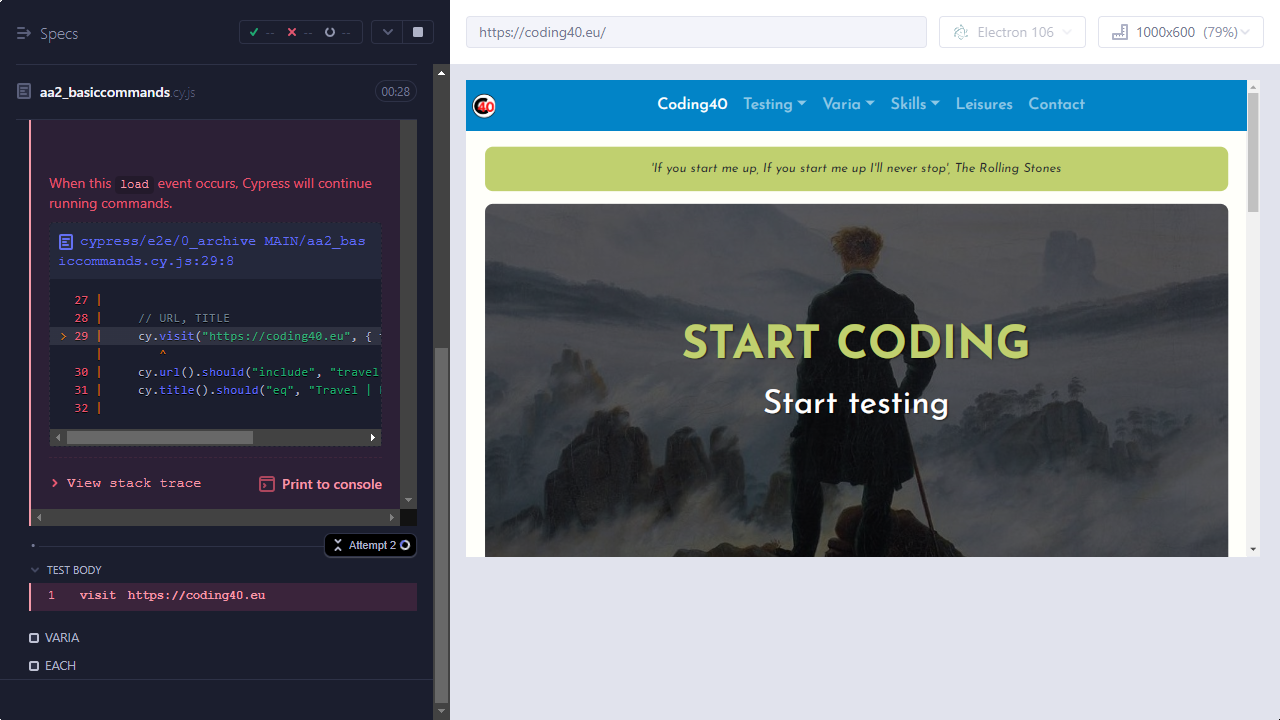 Specs
-- -- --
aa2_basiccommands.cy.js
00:28
When this load event occurs, Cypress will continue
running commands.
cypress/e2e/0_archive MAIN/aa2_bas
iccommands.cy.js:29:8
27 |
28 | // URL, TITLE
> 29 | cy.visit("https://coding40.eu", {
| ^
30 | cy.url().should("include", "travel
31 | cy.title().should("eq", "Travel |
32 |
View stack trace
Print to console
Attempt 2
TEST BODY
1 visit https://coding40.eu
VARIA
EACH
https://coding40.eu/
Electron 106
1000x600 (79%)
40
Coding40 Testing Varia Skills Leisures Contact
'If you start me up, If you start me up I'll never stop', The Rolling Stones
START CODING
Start testing